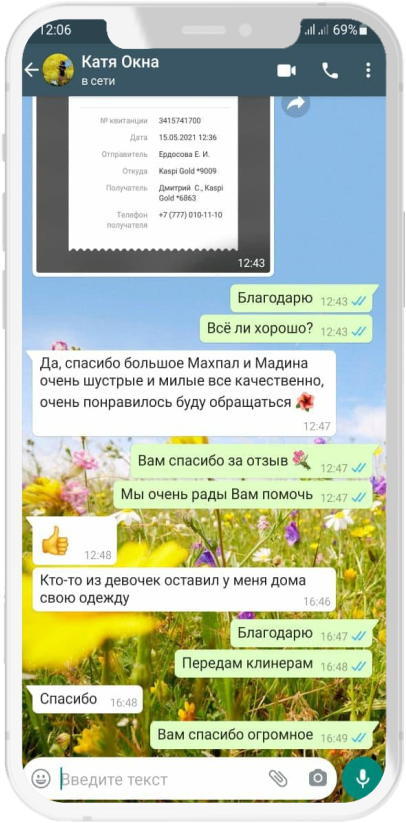 12:06 69%
Катя Окна
в сети
№ квитанции 3415741700
Дата 15.05.2021 12:36
Отправитель Ердосова Е. И.
Откуда Kaspi Gold *9009
Получатель Дмитрий С., Kaspi
Gold *6863
Телефон +7 (777) 010-11-10
получателя
12:43
Благодарю 12:43
Всё ли хорошо? 12:43
Да, спасибо большое Махпал и Мадина
очень шустрые и милые все качественно,
очень понравилось буду обращаться
12:47
Вам спасибо за отзыв 12:47
Мы очень рады Вам помочь 12:47
12:48
Кто-то из девочек оставил у меня дома
свою одежду
16:46
Благодарю 16:47
Передам клинерам 16:48
Спасибо 16:48
Вам спасибо огромное 16:49
Введите текст